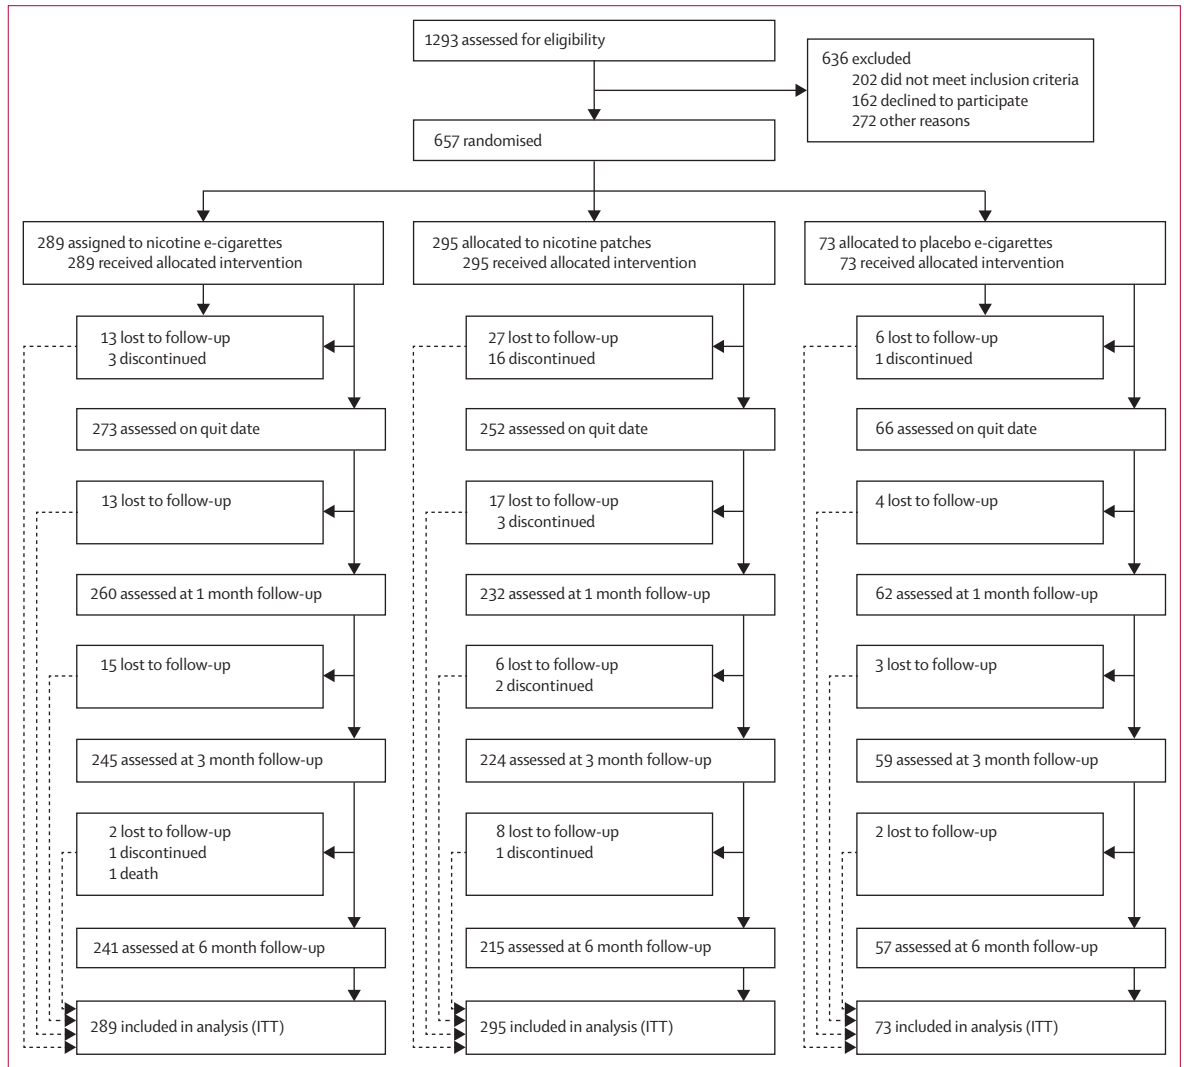 1293 assessed for eligibility
636 excluded
202 did not meet inclusion criteria
162 declined to participate
272 other reasons
657 randomised
289 assigned to nicotine e-cigarettes
289 received allocated intervention
295 allocated to nicotine patches
295 received allocated intervention
73 allocated to placebo e-cigarettes
73 received allocated intervention
13 lost to follow-up
3 discontinued
27 lost to follow-up
16 discontinued
6 lost to follow-up
1 discontinued
273 assessed on quit date
252 assessed on quit date
66 assessed on quit date
13 lost to follow-up
17 lost to follow-up
3 discontinued
4 lost to follow-up
260 assessed at 1 month follow-up
232 assessed at 1 month follow-up
62 assessed at 1 month follow-up
15 lost to follow-up
6 lost to follow-up
2 discontinued
3 lost to follow-up
245 assessed at 3 month follow-up
224 assessed at 3 month follow-up
59 assessed at 3 month follow-up
2 lost to follow-up
1 discontinued
1 death
8 lost to follow-up
1 discontinued
2 lost to follow-up
241 assessed at 6 month follow-up
215 assessed at 6 month follow-up
57 assessed at 6 month follow-up
289 included in analysis (ITT)
295 included in analysis (ITT)
73 included in analysis (ITT)